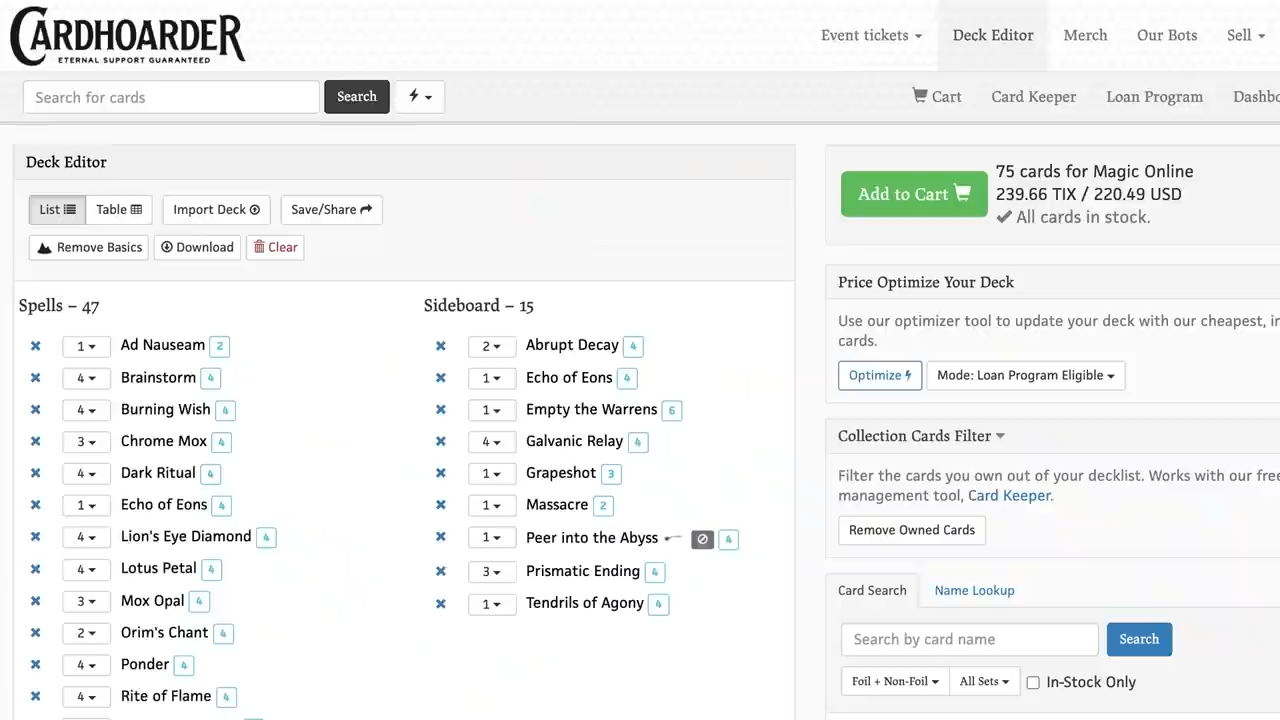 CARDHOARDER
ETERNAL SUPPORT GUARANTEED
Event tickets
Deck Editor
Merch
Our Bots
Sell
Search for cards
Search
Cart
Card Keeper
Loan Program
Dashbo
Deck Editor
List
Table
Import Deck
Save/Share
Remove Basics
Download
Clear
Spells – 47
1 Ad Nauseam 2
4 Brainstorm 4
4 Burning Wish 4
3 Chrome Mox 4
4 Dark Ritual 4
1 Echo of Eons 4
4 Lion's Eye Diamond 4
4 Lotus Petal 4
3 Mox Opal 4
2 Orim's Chant 4
4 Ponder 4
4 Rite of Flame 4
Sideboard – 15
2 Abrupt Decay 4
1 Echo of Eons 4
1 Empty the Warrens 6
4 Galvanic Relay 4
1 Grapeshot 3
1 Massacre 2
1 Peer into the Abyss 4
3 Prismatic Ending 4
1 Tendrils of Agony 4
Add to Cart
75 cards for Magic Online
239.66 TIX / 220.49 USD
All cards in stock.
Price Optimize Your Deck
Use our optimizer tool to update your deck with our cheapest, in
cards.
Optimize
Mode: Loan Program Eligible
Collection Cards Filter
Filter the cards you own out of your decklist. Works with our free
management tool, Card Keeper.
Remove Owned Cards
Card Search
Name Lookup
Search by card name
Search
Foil + Non-Foil
All Sets
In-Stock Only